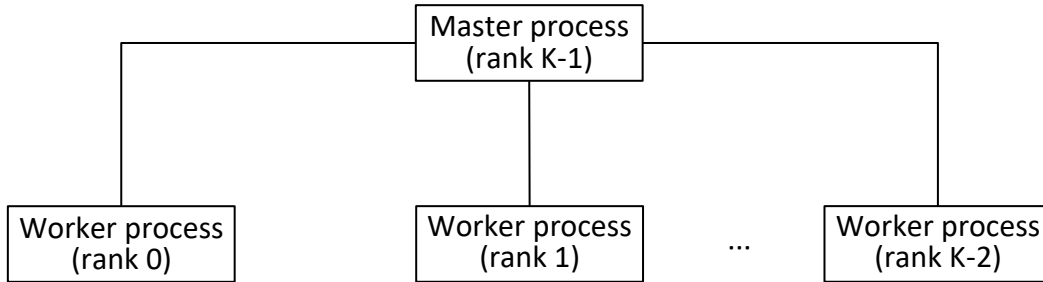 Master process
(rank K-1)
Worker process
(rank 0)
Worker process
(rank 1)
...
Worker process
(rank K-2)